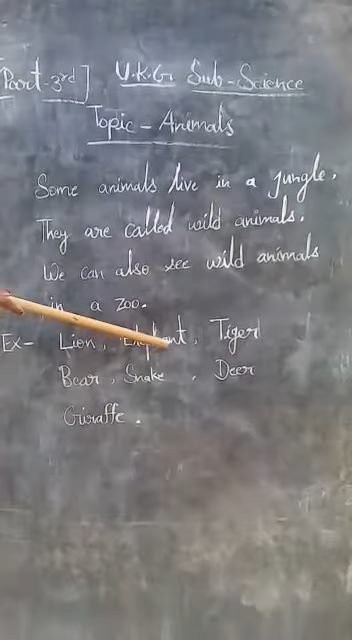 [Part-3rd] U.K.G. Sub-Science
Topic - Animals
Some animals live in a jungle.
They are called wild animals.
We can also see wild animals
in a zoo.
Ex- Lion, Elephant, Tiger
Bear, Snake, Deer
Giraffe.